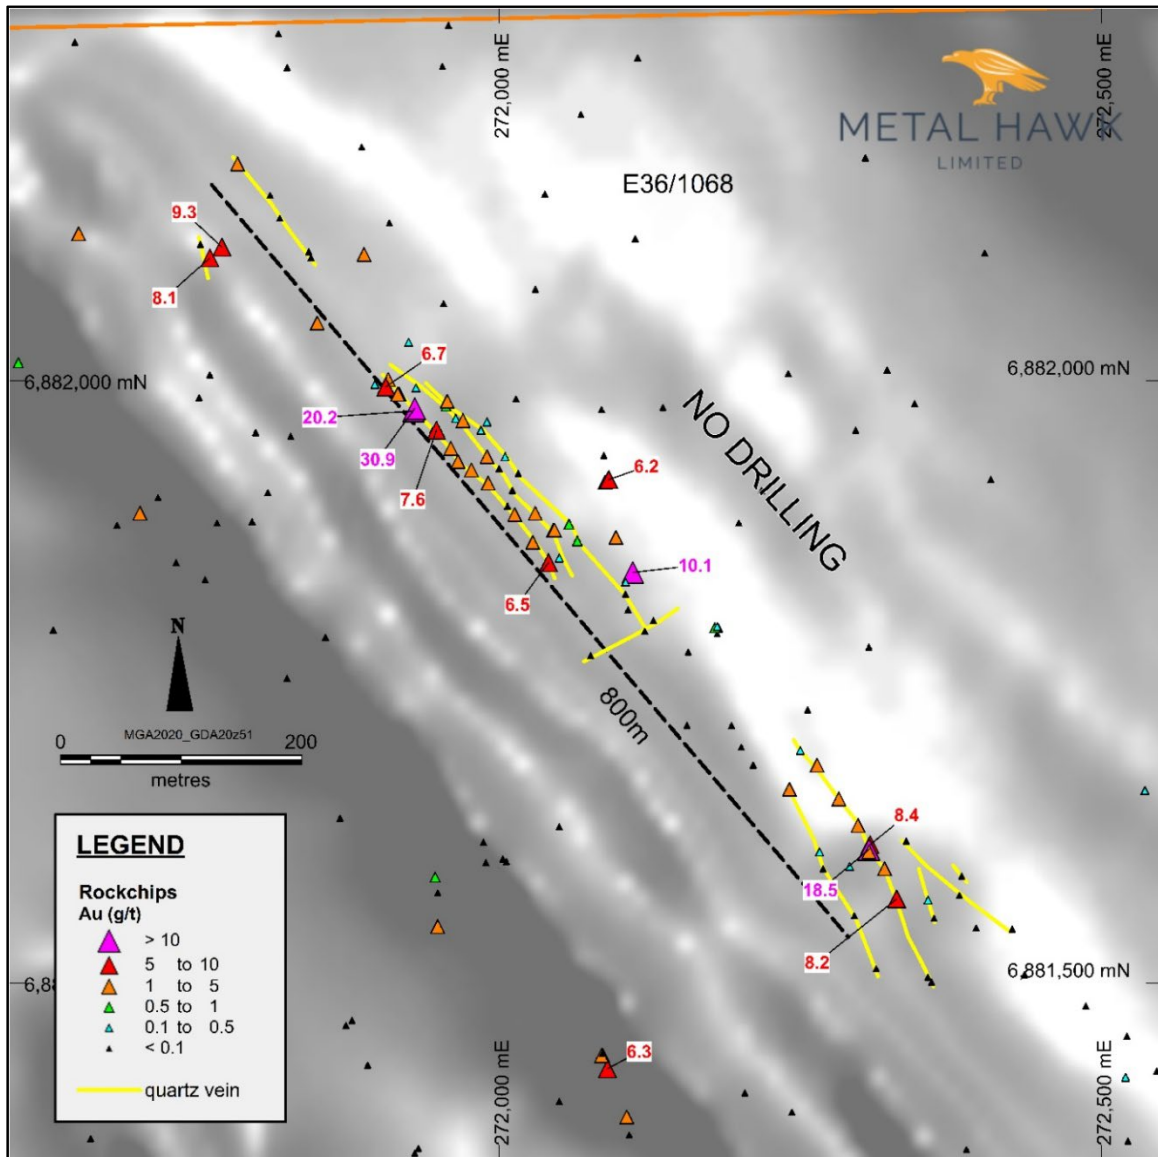 272,000 mE
272,500 mE
METAL HAWK
LIMITED
E36/1068
9.3
8.1
6.7
6,882,000 mN
6,882,000 mN
20.2
30.9
7.6
6.2
NO DRILLING
10.1
6.5
N
800m
MGA2020_GDA20z51
0 200
metres
8.4
18.5
8.2
LEGEND
Rockchips
Au (g/t)
> 10
5 to 10
1 to 5
0.5 to 1
0.1 to 0.5
< 0.1
quartz vein
6,88
6,881,500 mN
6.3
272,000 mE
272,500 mE